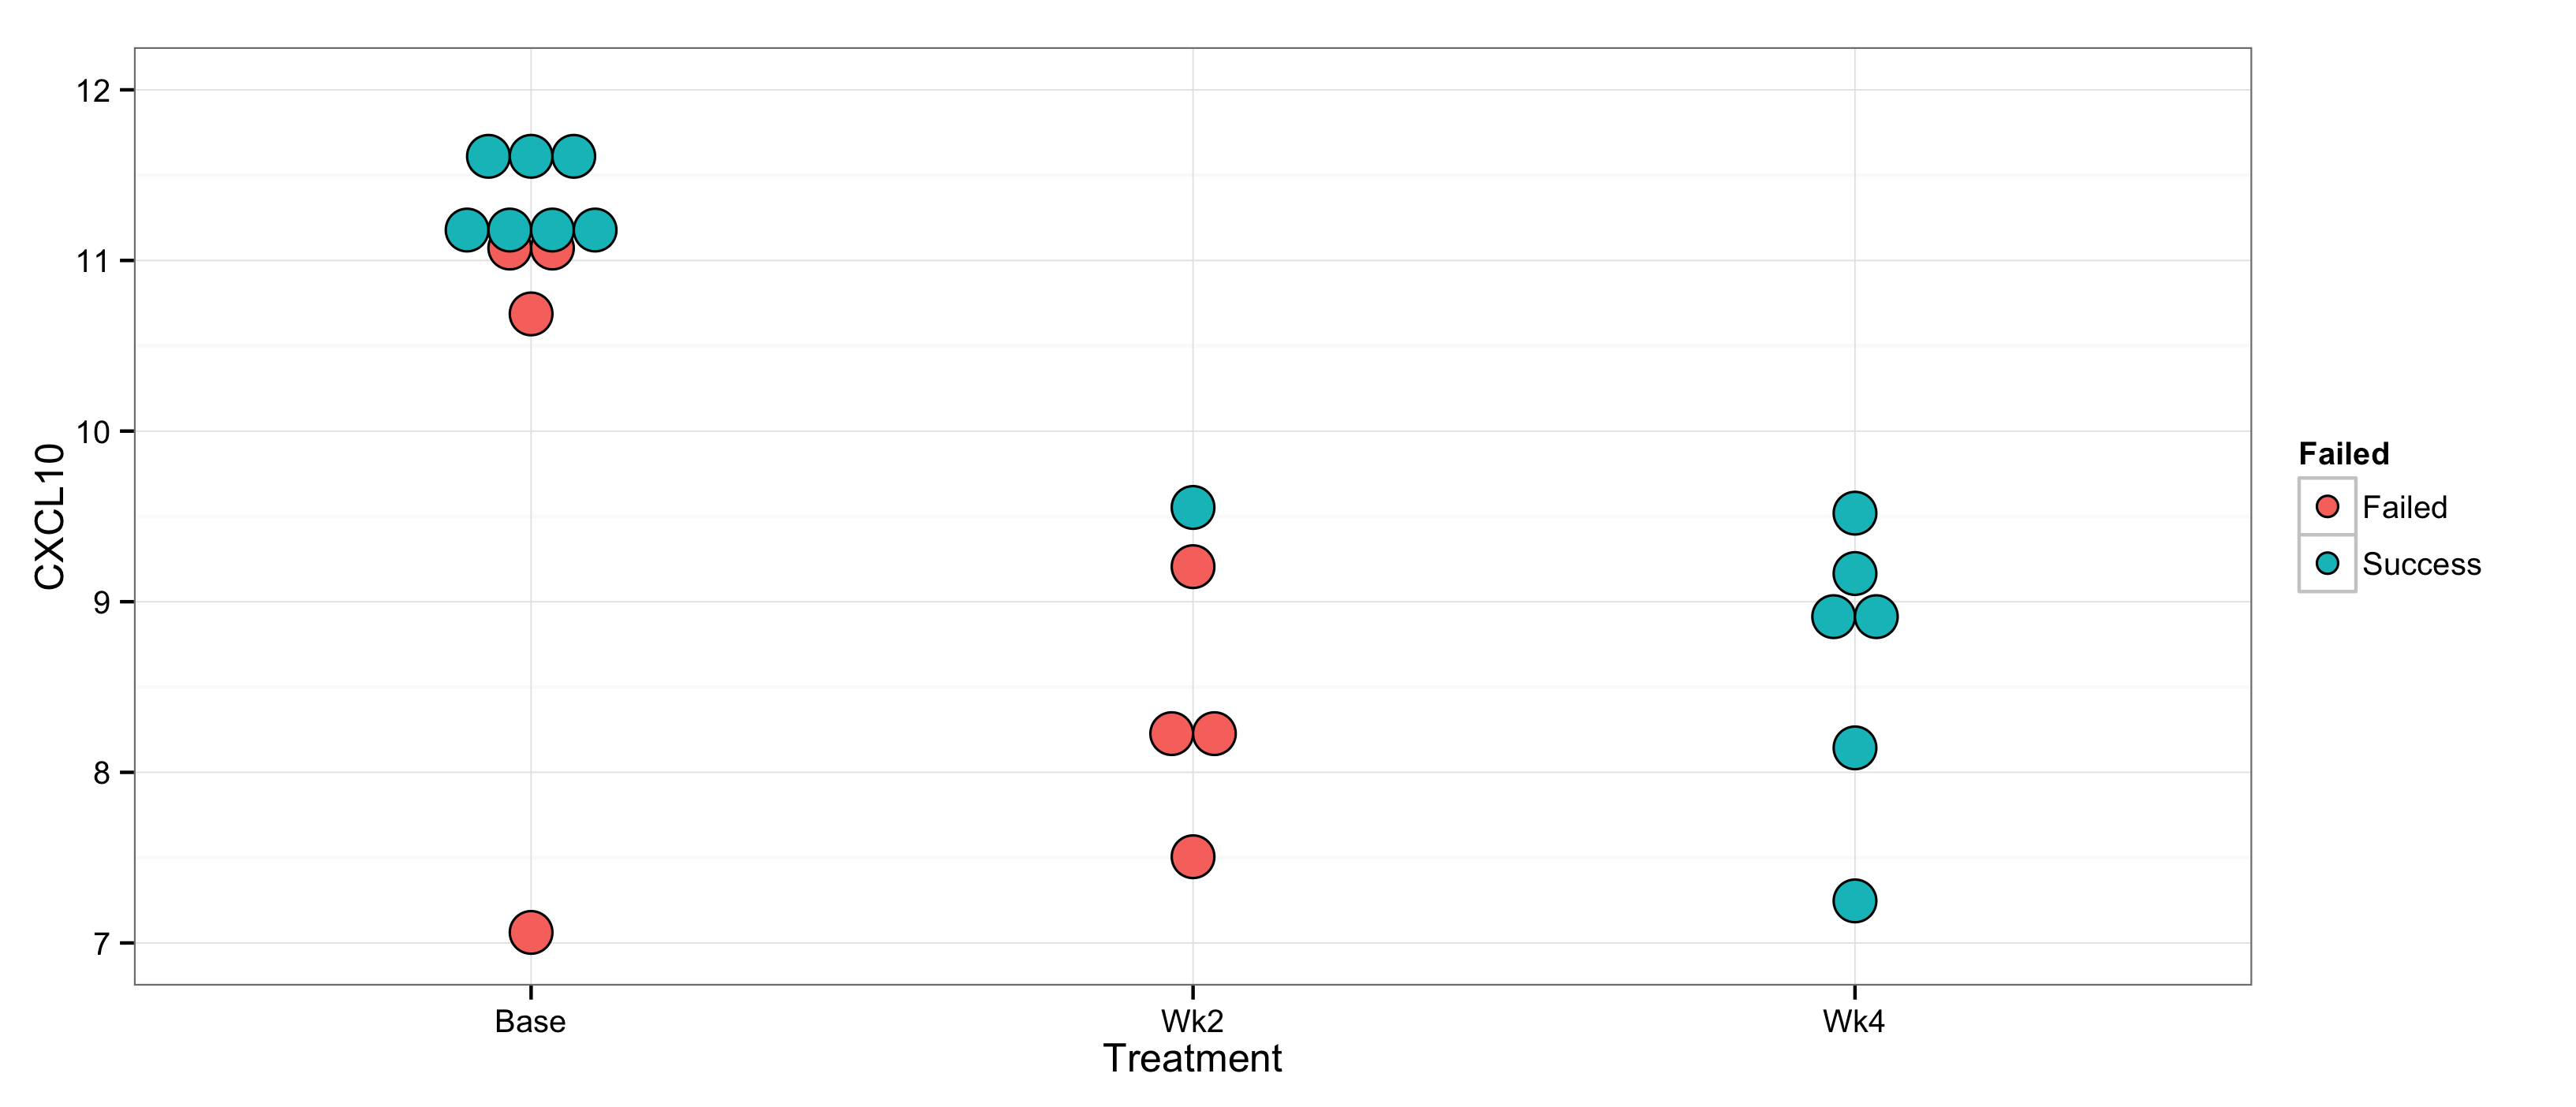 12
11
10
9
8
7
CXCL10
Base
Wk2
Wk4
Treatment
Failed
Failed
Success